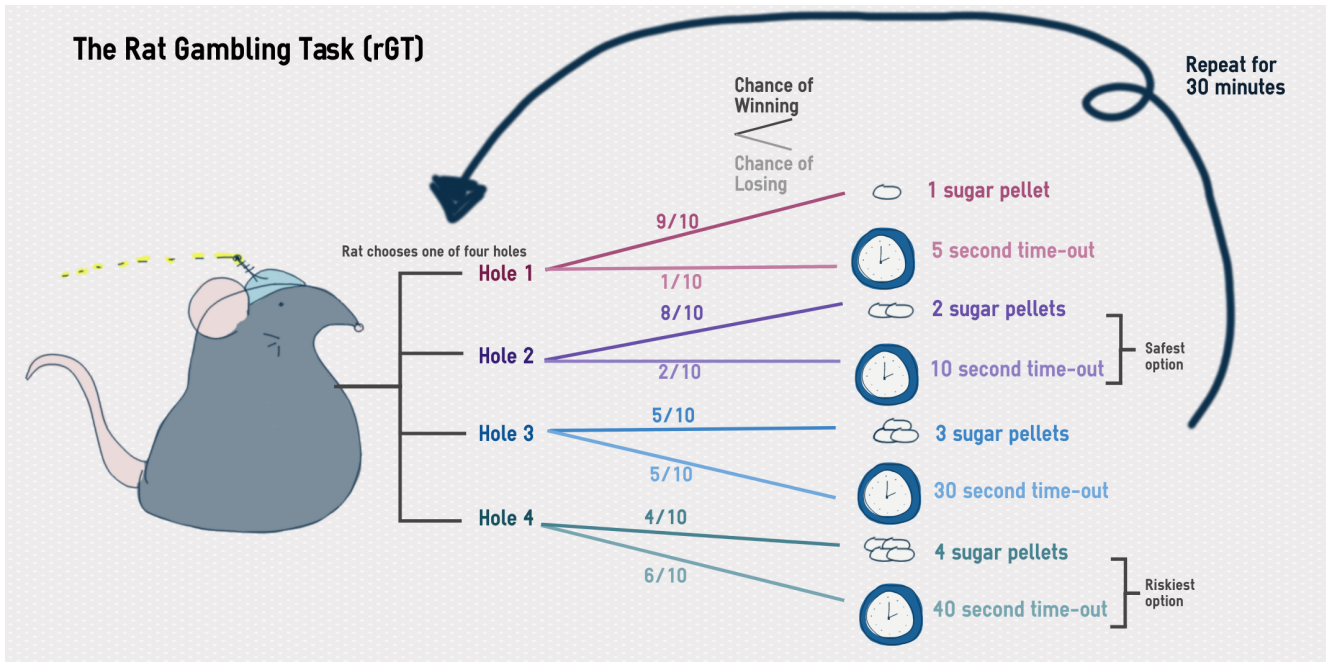 The Rat Gambling Task (rGT)
Repeat for
30 minutes
Chance of
Winning
Chance of
Losing
Rat chooses one of four holes
Hole 1
9/10
1 sugar pellet
1/10
5 second time-out
Hole 2
8/10
2 sugar pellets
2/10
10 second time-out
Safest
option
Hole 3
5/10
3 sugar pellets
5/10
30 second time-out
Hole 4
4/10
4 sugar pellets
6/10
40 second time-out
Riskiest
option